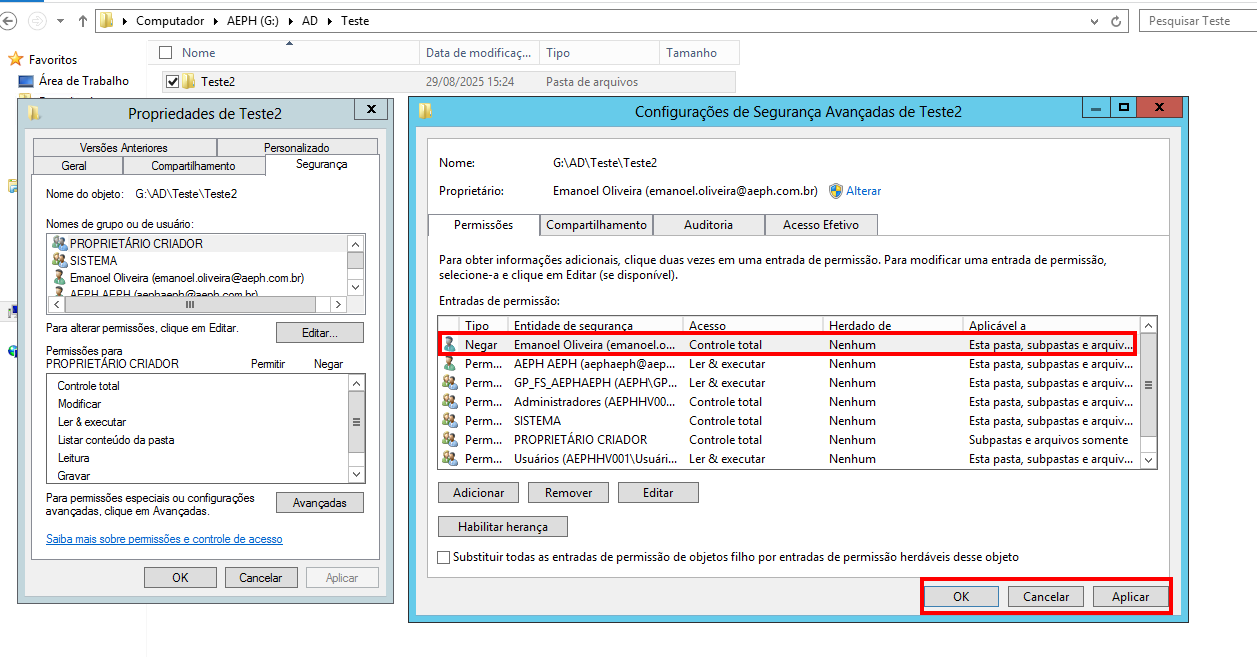 Computador AEPH (G:) AD Teste
Pesquisar Teste
Favoritos
Área de Trabalho
Nome Data de modificaç... Tipo Tamanho
Teste2 29/08/2025 15:24 Pasta de arquivos
Propriedades de Teste2
Versões Anteriores Personalizado
Geral Compartilhamento Segurança
Nome do objeto: G:\AD\Teste\Teste2
Nomes de grupo ou de usuário:
PROPRIETÁRIO CRIADOR
SISTEMA
Emanoel Oliveira (emanoel.oliveira@aeph.com.br)
AEPH AEPH (aephaeph@aeph.com.br)
Para alterar permissões, clique em Editar.
Editar...
Permissões para
PROPRIETÁRIO CRIADOR Permitir Negar
Controle total
Modificar
Ler & executar
Listar conteúdo da pasta
Leitura
Gravar
Para permissões especiais ou configurações
avançadas, clique em Avançadas.
Avançadas
Saiba mais sobre permissões e controle de acesso
OK Cancelar Aplicar
Configurações de Segurança Avançadas de Teste2
Nome: G:\AD\Teste\Teste2
Proprietário: Emanoel Oliveira (emanoel.oliveira@aeph.com.br) Alterar
Permissões Compartilhamento Auditoria Acesso Efetivo
Para obter informações adicionais, clique duas vezes em uma entrada de permissão. Para modificar uma entrada de permissão,
selecione-a e clique em Editar (se disponível).
Entradas de permissão:
Tipo Entidade de segurança Acesso Herdado de Aplicável a
Negar Emanoel Oliveira (emanoel.o... Controle total Nenhum Esta pasta, subpastas e arquiv...
Perm... AEPH AEPH (aephaeph@aep... Ler & executar Nenhum Esta pasta, subpastas e arquiv...
Perm... GP_FS_AEPHAEPH (AEPH\GP... Ler & executar Nenhum Esta pasta, subpastas e arquiv...
Perm... Administradores (AEPHHV00... Controle total Nenhum Esta pasta, subpastas e arquiv...
Perm... SISTEMA Controle total Nenhum Esta pasta, subpastas e arquiv...
Perm... PROPRIETÁRIO CRIADOR Controle total Nenhum Subpastas e arquivos somente
Perm... Usuários (AEPHHV001\Usuári... Ler & executar Nenhum Esta pasta, subpastas e arquiv...
Adicionar Remover Editar
Habilitar herança
Substituir todas as entradas de permissão de objetos filho por entradas de permissão herdáveis desse objeto
OK Cancelar Aplicar